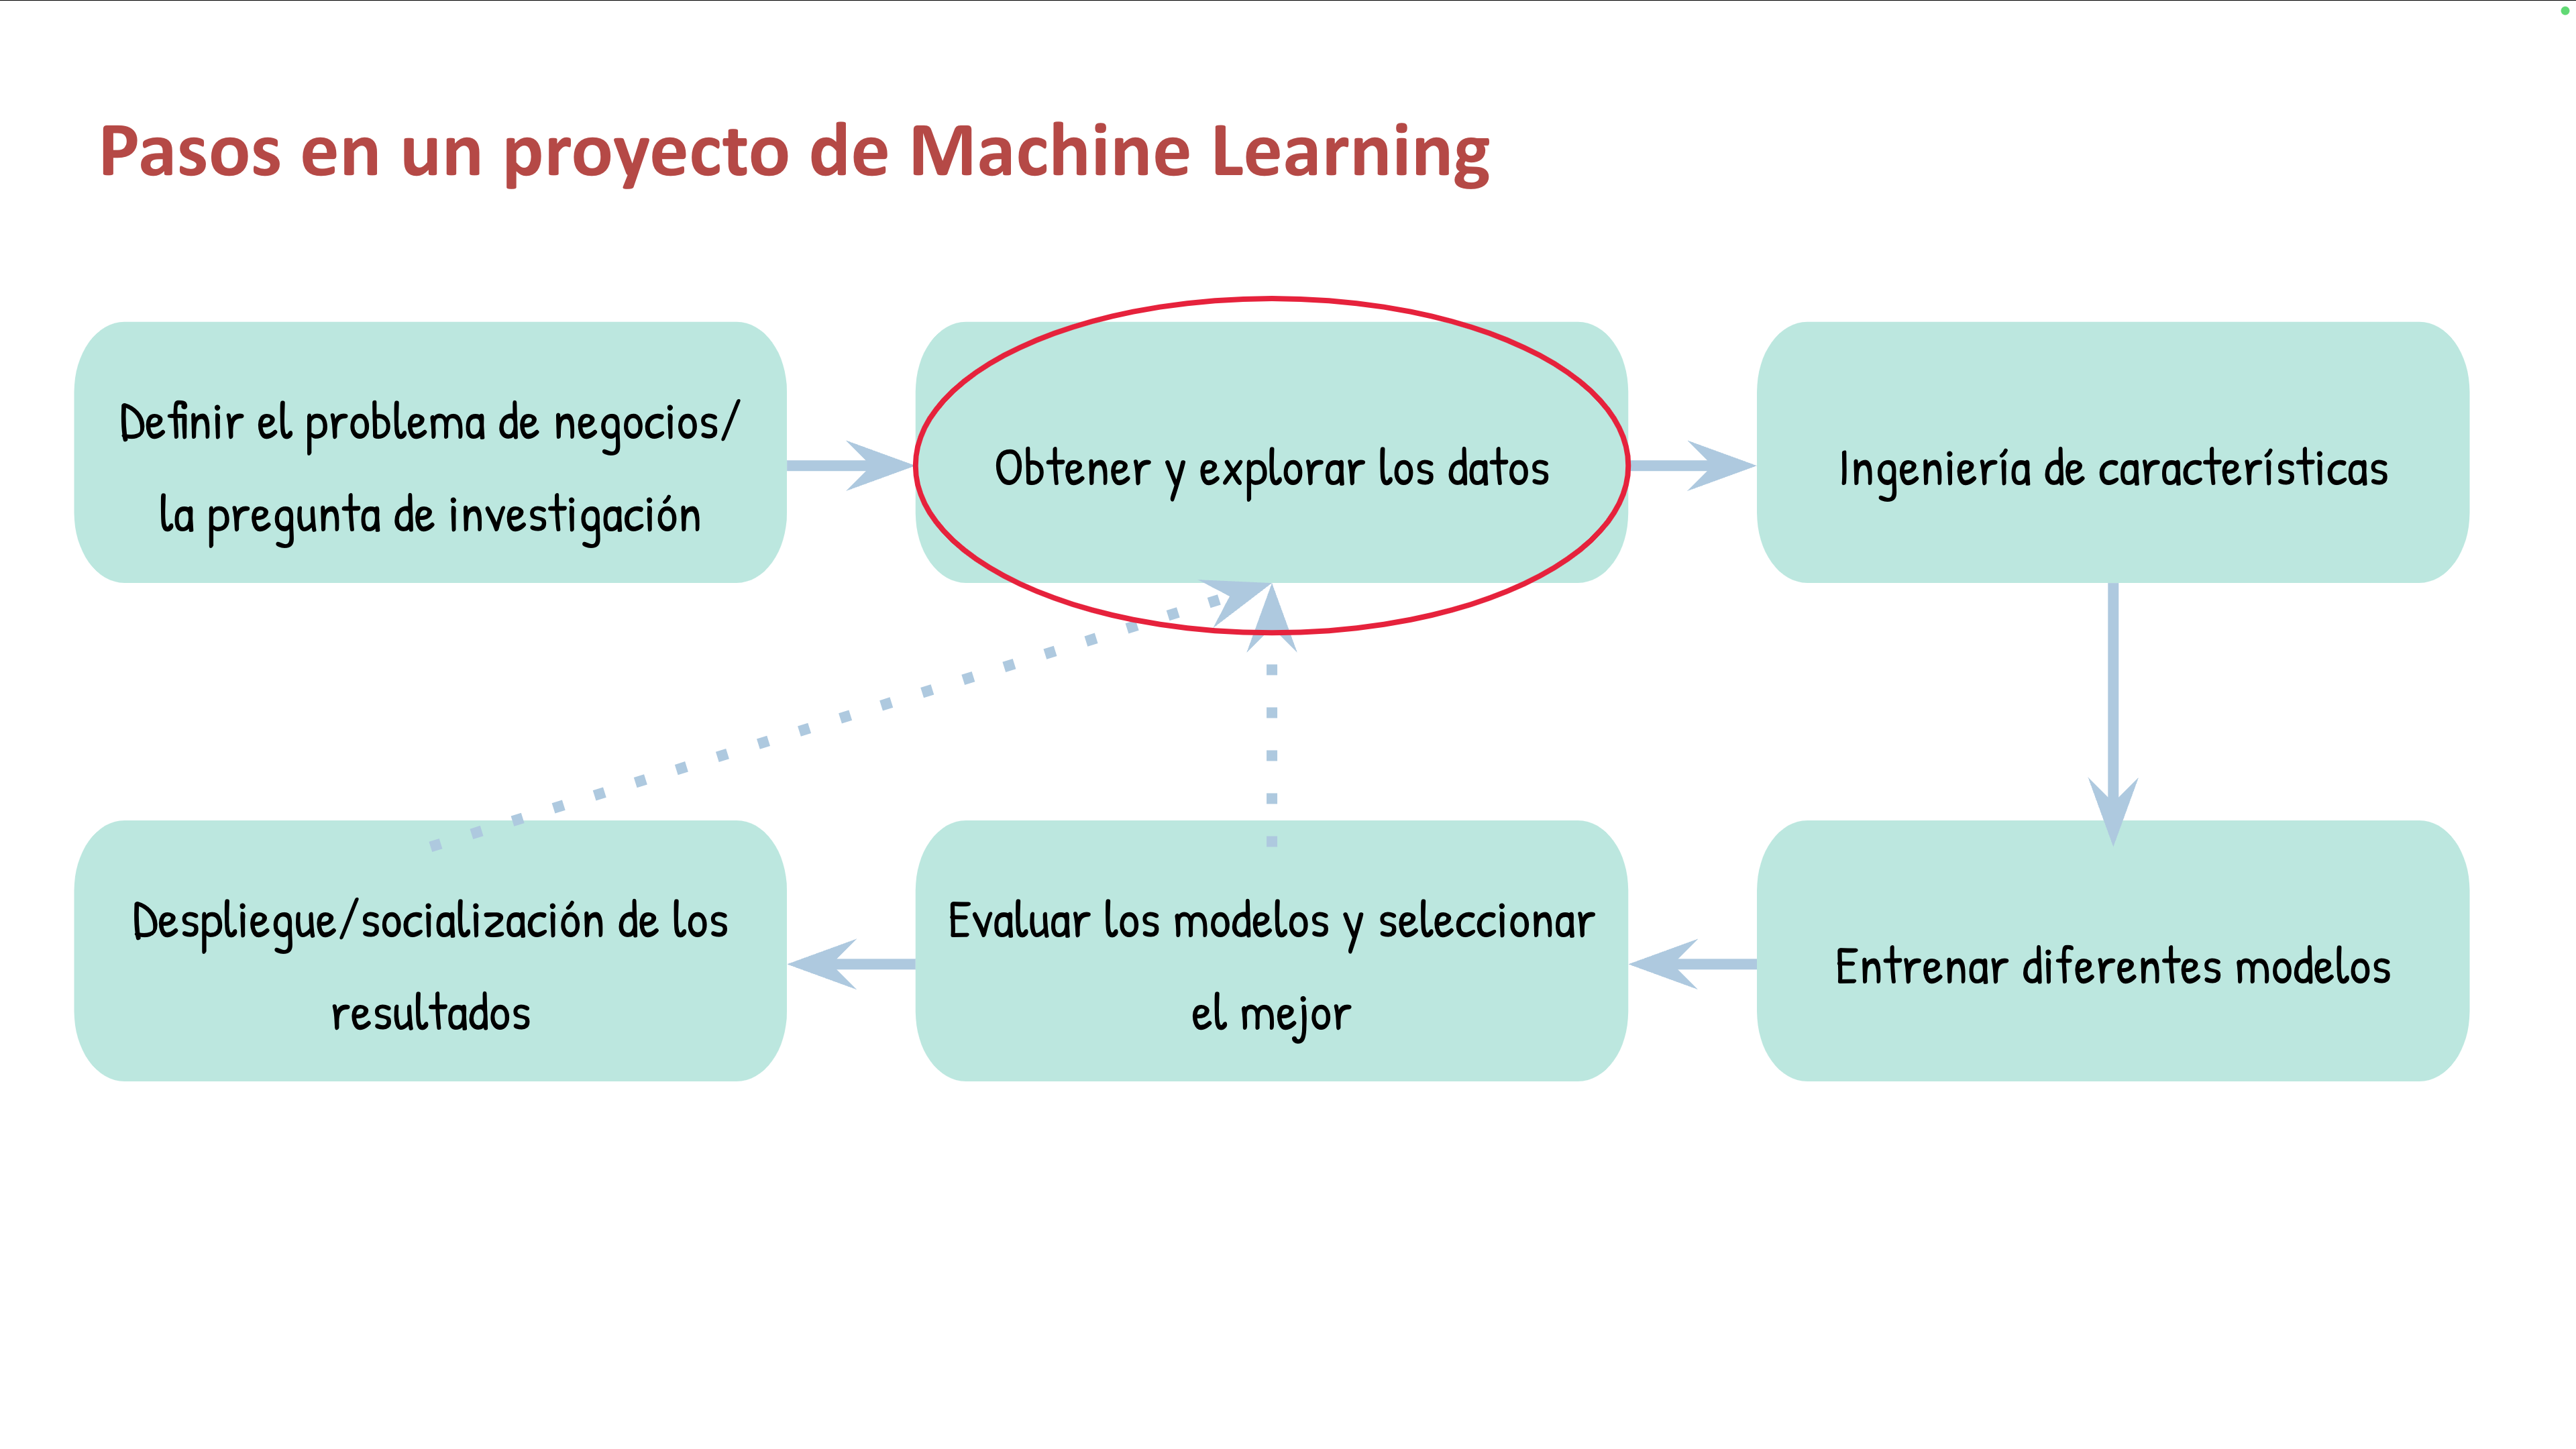 Pasos en un proyecto de Machine Learning
Definir el problema de negocios/
la pregunta de investigación
Obtener y explorar los datos
Ingeniería de características
Despliegue/socialización de los
resultados
Evaluar los modelos y seleccionar
el mejor
Entrenar diferentes modelos